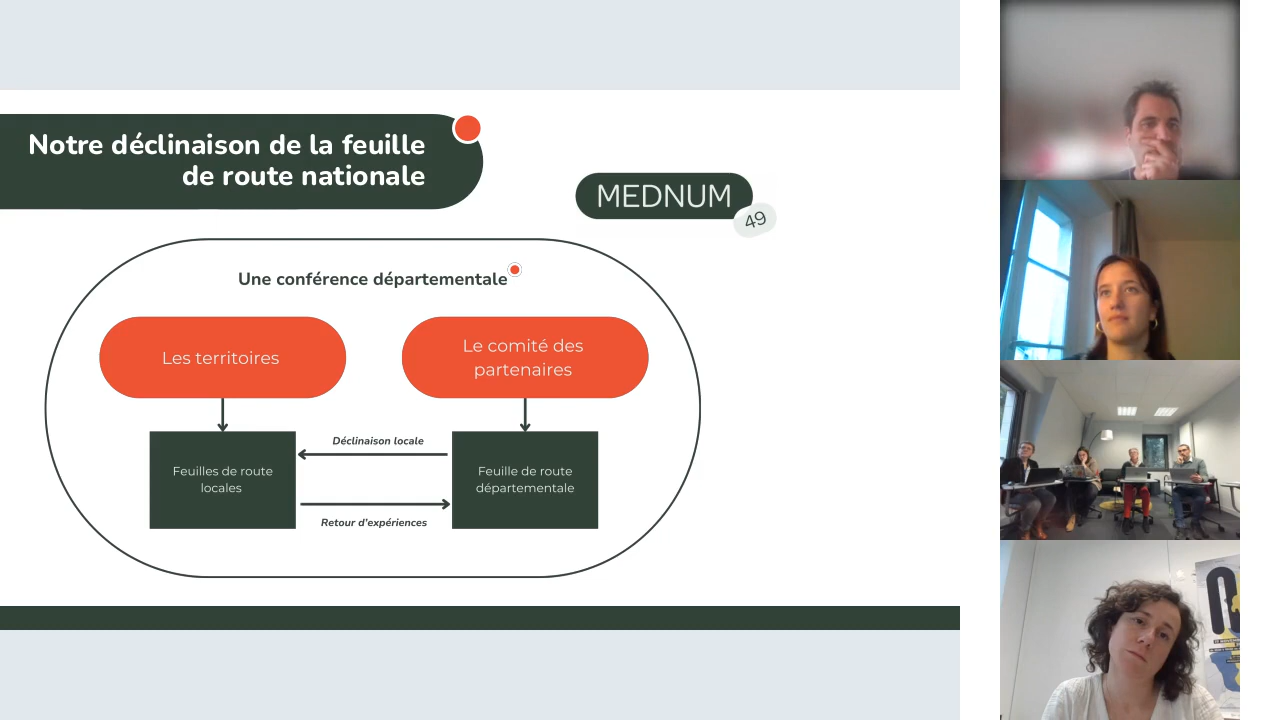 Notre déclinaison de la feuille
de route nationale
MEDNUM
49
Une conférence départementale
Les territoires
Le comité des
partenaires
Déclinaison locale
Feuilles de route
locales
Feuille de route
départementale
Retour d'expériences